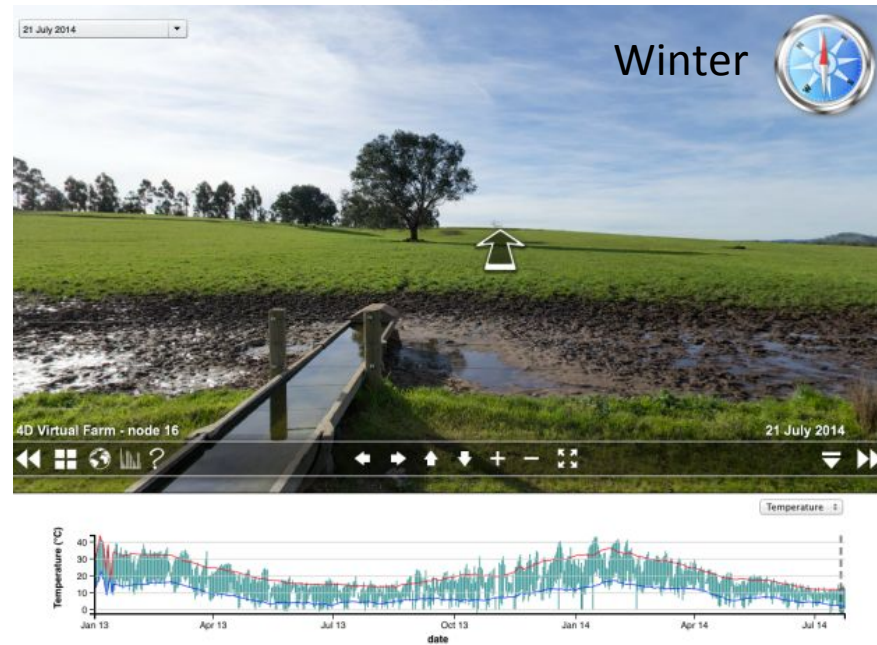 21 July 2014
Winter
4D Virtual Farm - node 16
21 July 2014
?
Temperature
Temperature (°C)
40
30
20
10
0
Jan 13
Apr 13
Jul 13
Oct 13
Jan 14
Apr 14
Jul 14
date